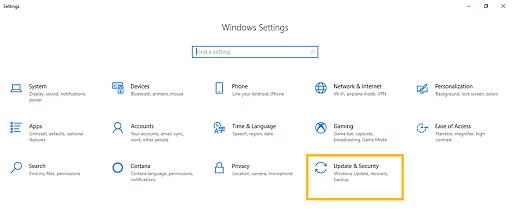 Settings
Windows Settings
Find a setting
System
Display, sound, notifications,
power
Devices
Bluetooth, printers, mouse
Phone
Link your Android, iPhone
Network & Internet
Wi-Fi, airplane mode, VPN
Personalization
Background, lock screen, colors
Apps
Uninstall, defaults, optional
features
Accounts
Your accounts, email, sync,
work, other people
Time & Language
Speech, region, date
Gaming
Game bar, captures,
broadcasting, Game Mode
Ease of Access
Narrator, magnifier, high
contrast
Search
Find my files, permissions
Cortana
Cortana language, permissions,
notifications
Privacy
Location, camera, microphone
Update & Security
Windows Update, recovery,
backup